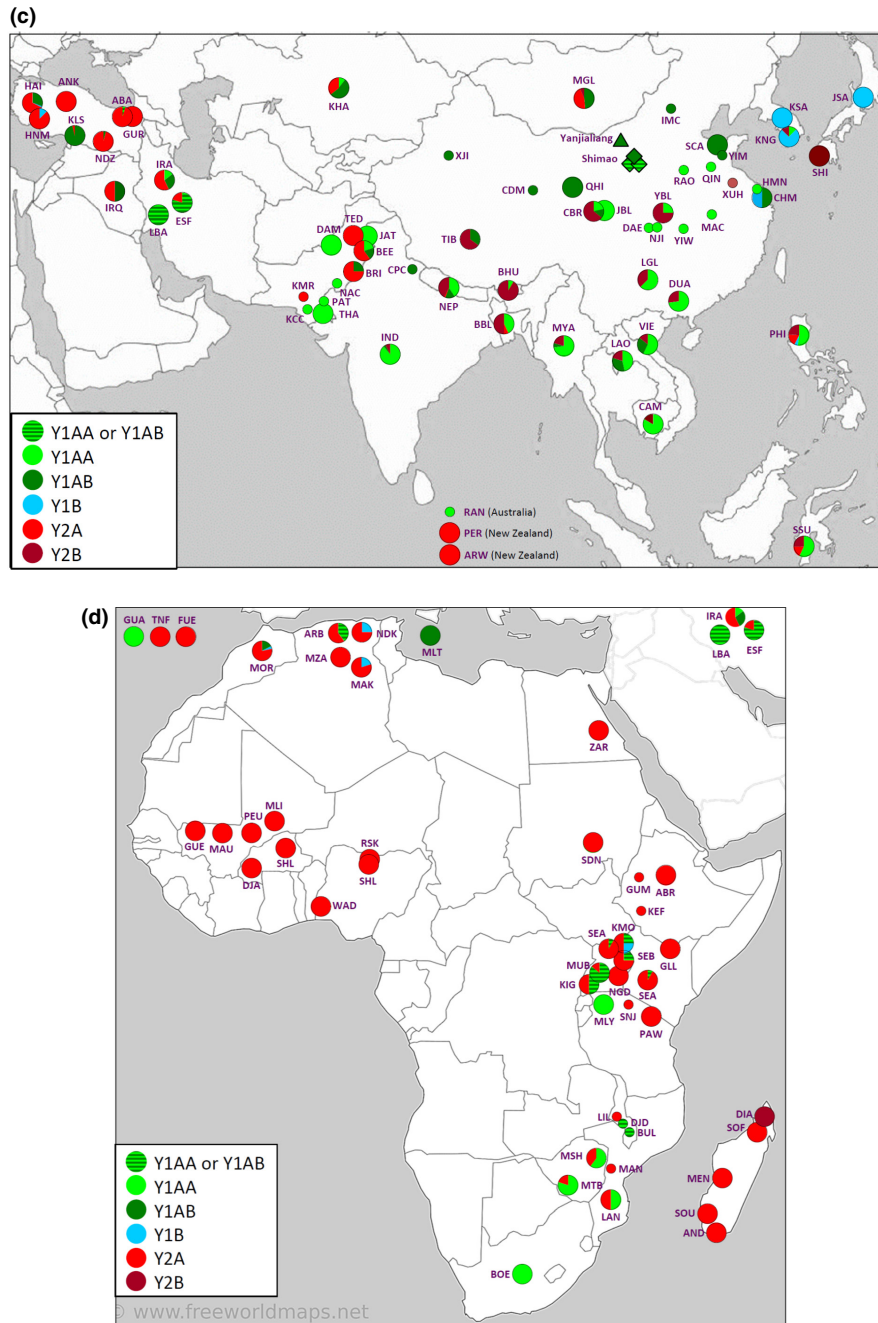 (c)
HAI
ANK
ABA
KLS
HNM
GUR
NDZ
IRA
IRQ
LBA
ESF
KHA
MGL
IMC
Yanjialiang
Shimao
XJI
CDM
QHI
SCA
YIM
KSA
KNG
JSA
SHI
RAO
QIN
XUH
HMN
CHM
CBR
JBL
YBL
DAE
NJI
YIW
MAC
TIB
TED
DAM
JAT
BEE
BRI
CPC
KMR
NAC
PAT
KCC
THA
NEP
BHU
BBL
IND
MYA
LGL
DUA
LAO
VIE
CAM
PHI
SSU
Y1AA or Y1AB
Y1AA
Y1AB
Y1B
Y2A
Y2B
RAN (Australia)
PER (New Zealand)
ARW (New Zealand)
(d)
GUA
TNF
FUE
MOR
ARB
NDK
MZA
MAK
MLT
IRA
LBA
ESF
ZAR
GUE
MAU
PEU
MLI
SHL
DJA
RSK
SHL
WAD
SDN
GUM
ABR
KEF
SEA
KMO
SEB
GLL
MUB
KIG
NGD
SEA
MLY
SNJ
PAW
LIL
DJD
BUL
MSH
MAN
MTB
LAN
DIA
SOF
MEN
SOU
AND
BOE
Y1AA or Y1AB
Y1AA
Y1AB
Y1B
Y2A
Y2B
© www.freeworldmaps.net